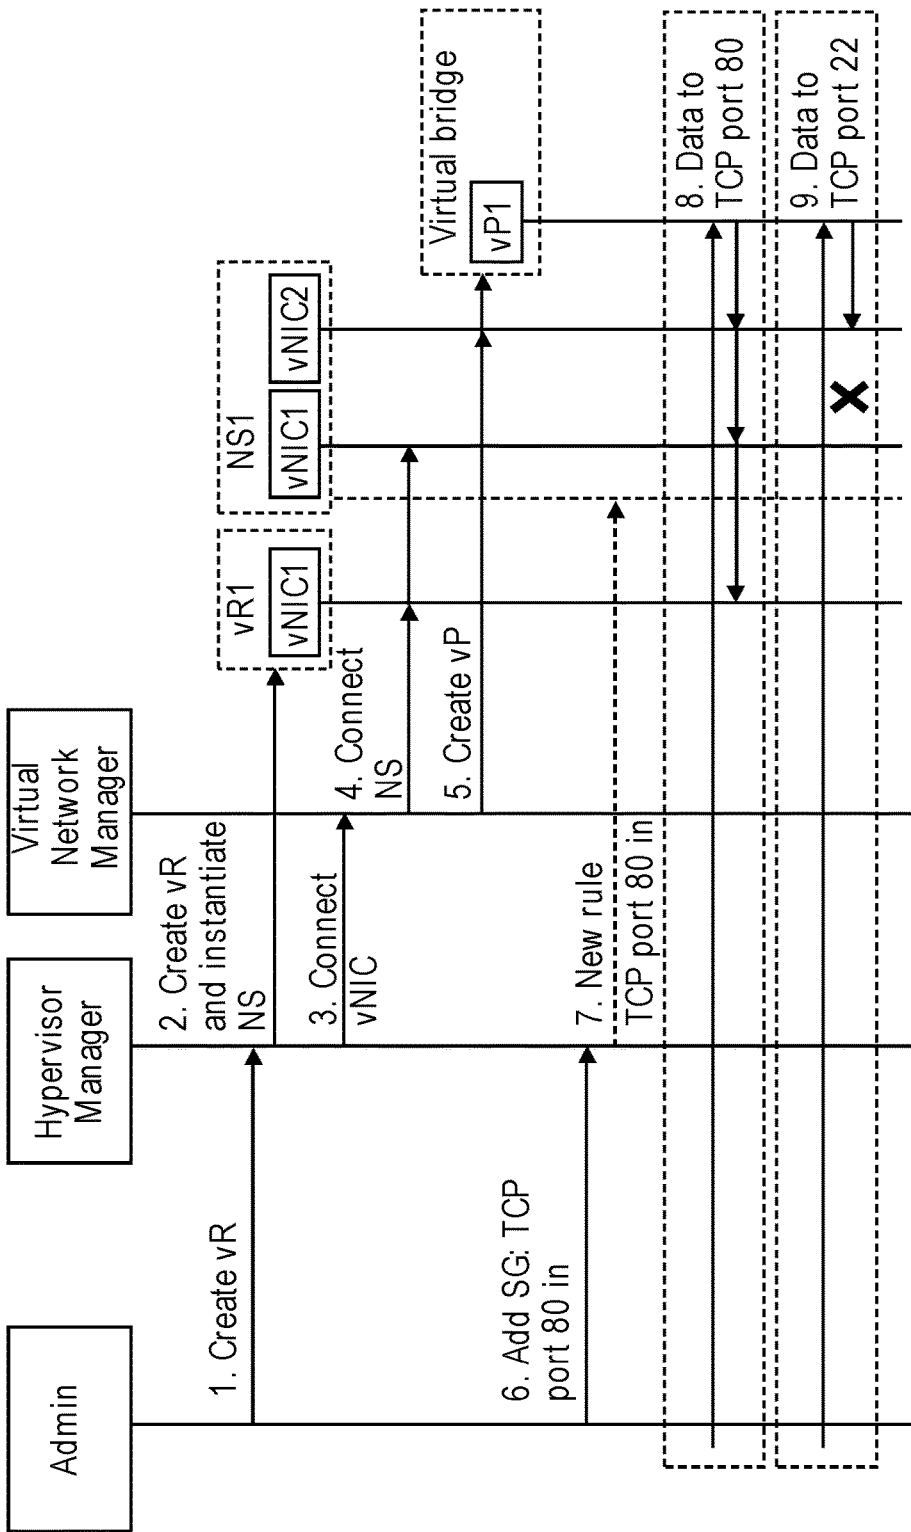 Admin
Hypervisor
Manager
Virtual
Network
Manager
vR1
vNIC1
NS1
vNIC1
vNIC2
Virtual bridge
vP1
1. Create vR
2. Create vR
and instantiate
NS
3. Connect
vNIC
4. Connect
NS
5. Create vP
6. Add SG: TCP
port 80 in
7. New rule
TCP port 80 in
8. Data to
TCP port 80
9. Data to
TCP port 22